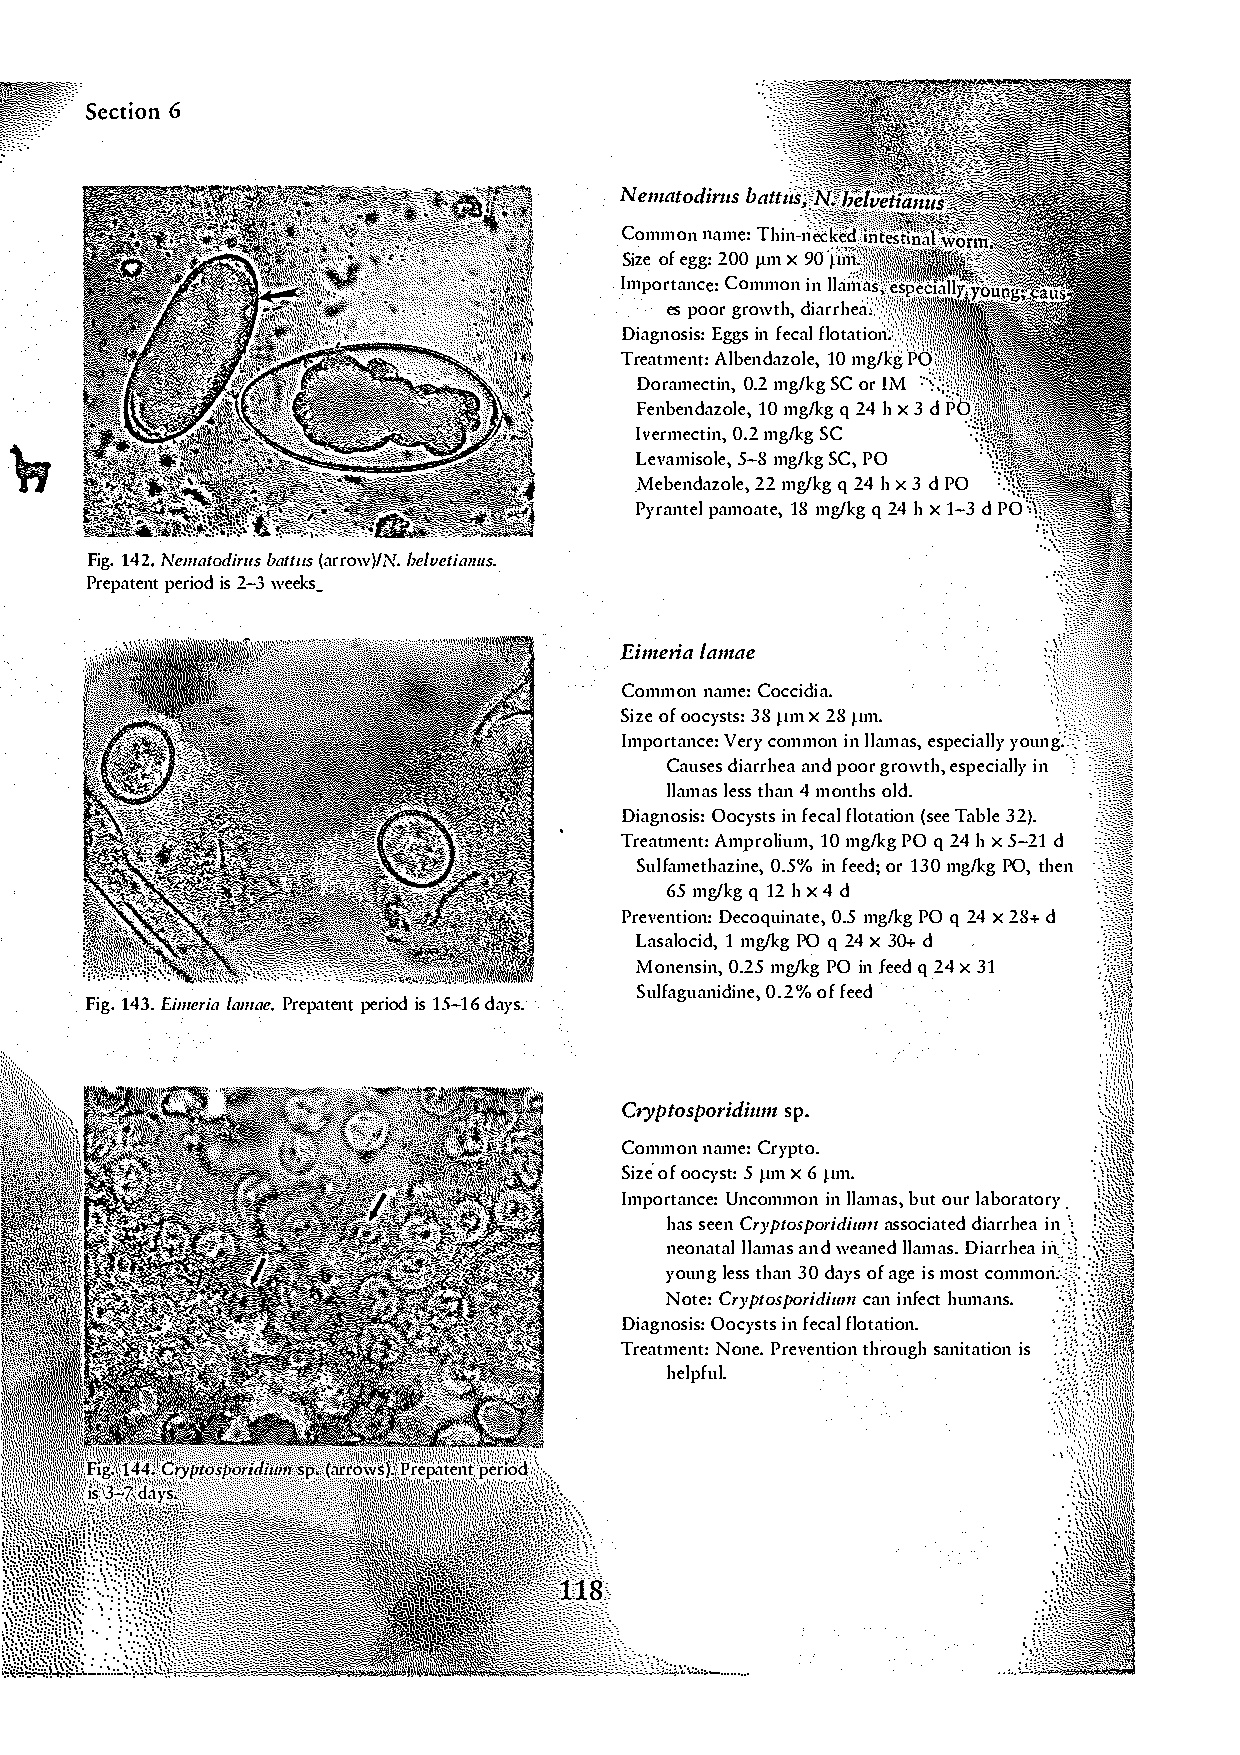 Section 6
Nematodirus battus, N. helvetianus
Common name: Thin-necked intestinal worm.
Size of egg: 200 µm × 90 µm.
Importance: Common in llamas, especially young, caus-
es poor growth, diarrhea.
Diagnosis: Eggs in fecal flotation.
Treatment: Albendazole, 10 mg/kg PO
Doramectin, 0.2 mg/kg SC or IM
Fenbendazole, 10 mg/kg q 24 h × 3 d PO
Ivermectin, 0.2 mg/kg SC
Levamisole, 5–8 mg/kg SC, PO
Mebendazole, 22 mg/kg q 24 h × 3 d PO
Pyrantel pamoate, 18 mg/kg q 24 h × 1–3 d PO
Fig. 142. Nematodirus battus (arrow)/N. helvetianus.
Prepatent period is 2–3 weeks.
Eimeria lamae
Common name: Coccidia.
Size of oocysts: 38 µm × 28 µm.
Importance: Very common in llamas, especially young.
Causes diarrhea and poor growth, especially in
llamas less than 4 months old.
Diagnosis: Oocysts in fecal flotation (see Table 32).
Treatment: Amprolium, 10 mg/kg PO q 24 h × 5–21 d
Sulfamethazine, 0.5% in feed; or 130 mg/kg PO, then
65 mg/kg q 12 h × 4 d
Prevention: Decoquinate, 0.5 mg/kg PO q 24 × 28+ d
Lasalocid, 1 mg/kg PO q 24 × 30+ d
Monensin, 0.25 mg/kg PO in feed q 24 × 31
Sulfaguanidine, 0.2% of feed
Fig. 143. Eimeria lamae. Prepatent period is 15–16 days.
Cryptosporidium sp.
Common name: Crypto.
Size of oocyst: 5 µm × 6 µm.
Importance: Uncommon in llamas, but our laboratory
has seen Cryptosporidium associated diarrhea in
neonatal llamas and weaned llamas. Diarrhea in
young less than 30 days of age is most common.
Note: Cryptosporidium can infect humans.
Diagnosis: Oocysts in fecal flotation.
Treatment: None. Prevention through sanitation is
helpful.
Fig. 144. Cryptosporidium sp. (arrows). Prepatent period
is 3–7 days.
118